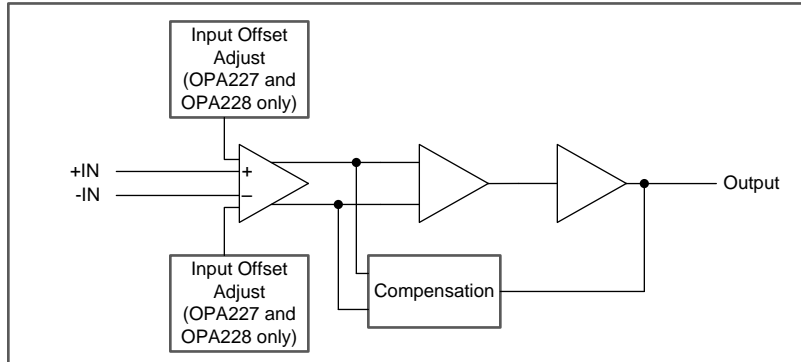 Input Offset
Adjust
(OPA227 and
OPA228 only)
+IN
-IN
+
–
Output
Input Offset
Adjust
(OPA227 and
OPA228 only)
Compensation